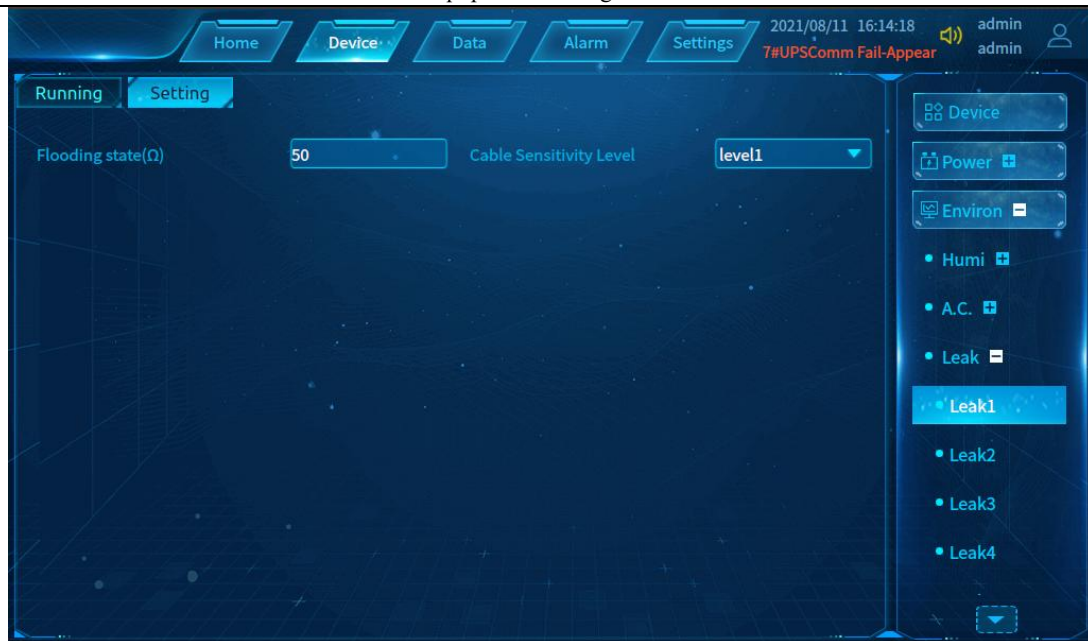 Home Device Data Alarm Settings 2021/08/11 16:14:18 admin
7#UPSComm Fail-Appear admin
Running Setting
Flooding state(Ω) 50 Cable Sensitivity Level level1
Device
Power
Environ
Humi
A.C.
Leak
Leak1
Leak2
Leak3
Leak4